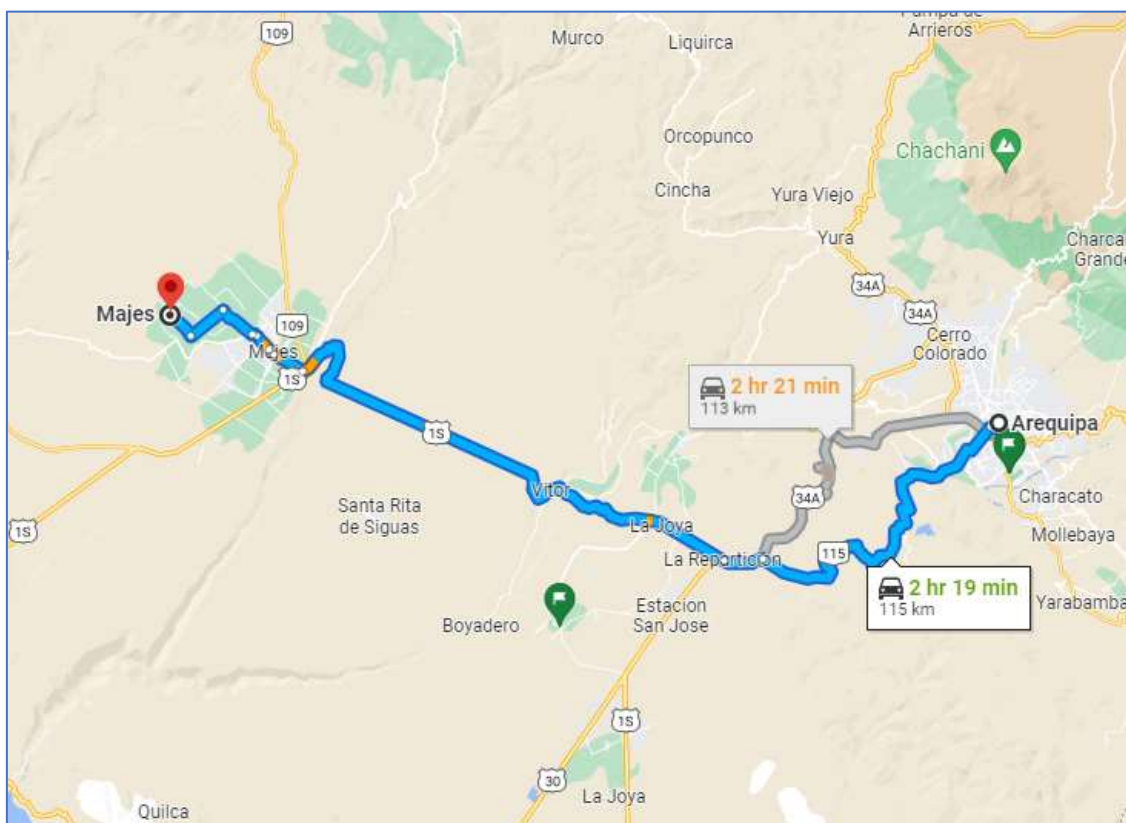 Pampa de
Arrieros
109
Murco
Liquirca
Orcopunco
Chachani
Cincha
Yura Viejo
Yura
Charcani
Grande
34A
34A
Majes
109
Cerro
Colorado
Majes
1S
2 hr 21 min
113 km
Arequipa
1S
Vitor
Santa Rita
de Siguas
34A
Characato
1S
La Joya
Mollebaya
La Reparticion
115
2 hr 19 min
115 km
Estacion
San Jose
Yarabamba
Boyadero
1S
30
La Joya
Quilca